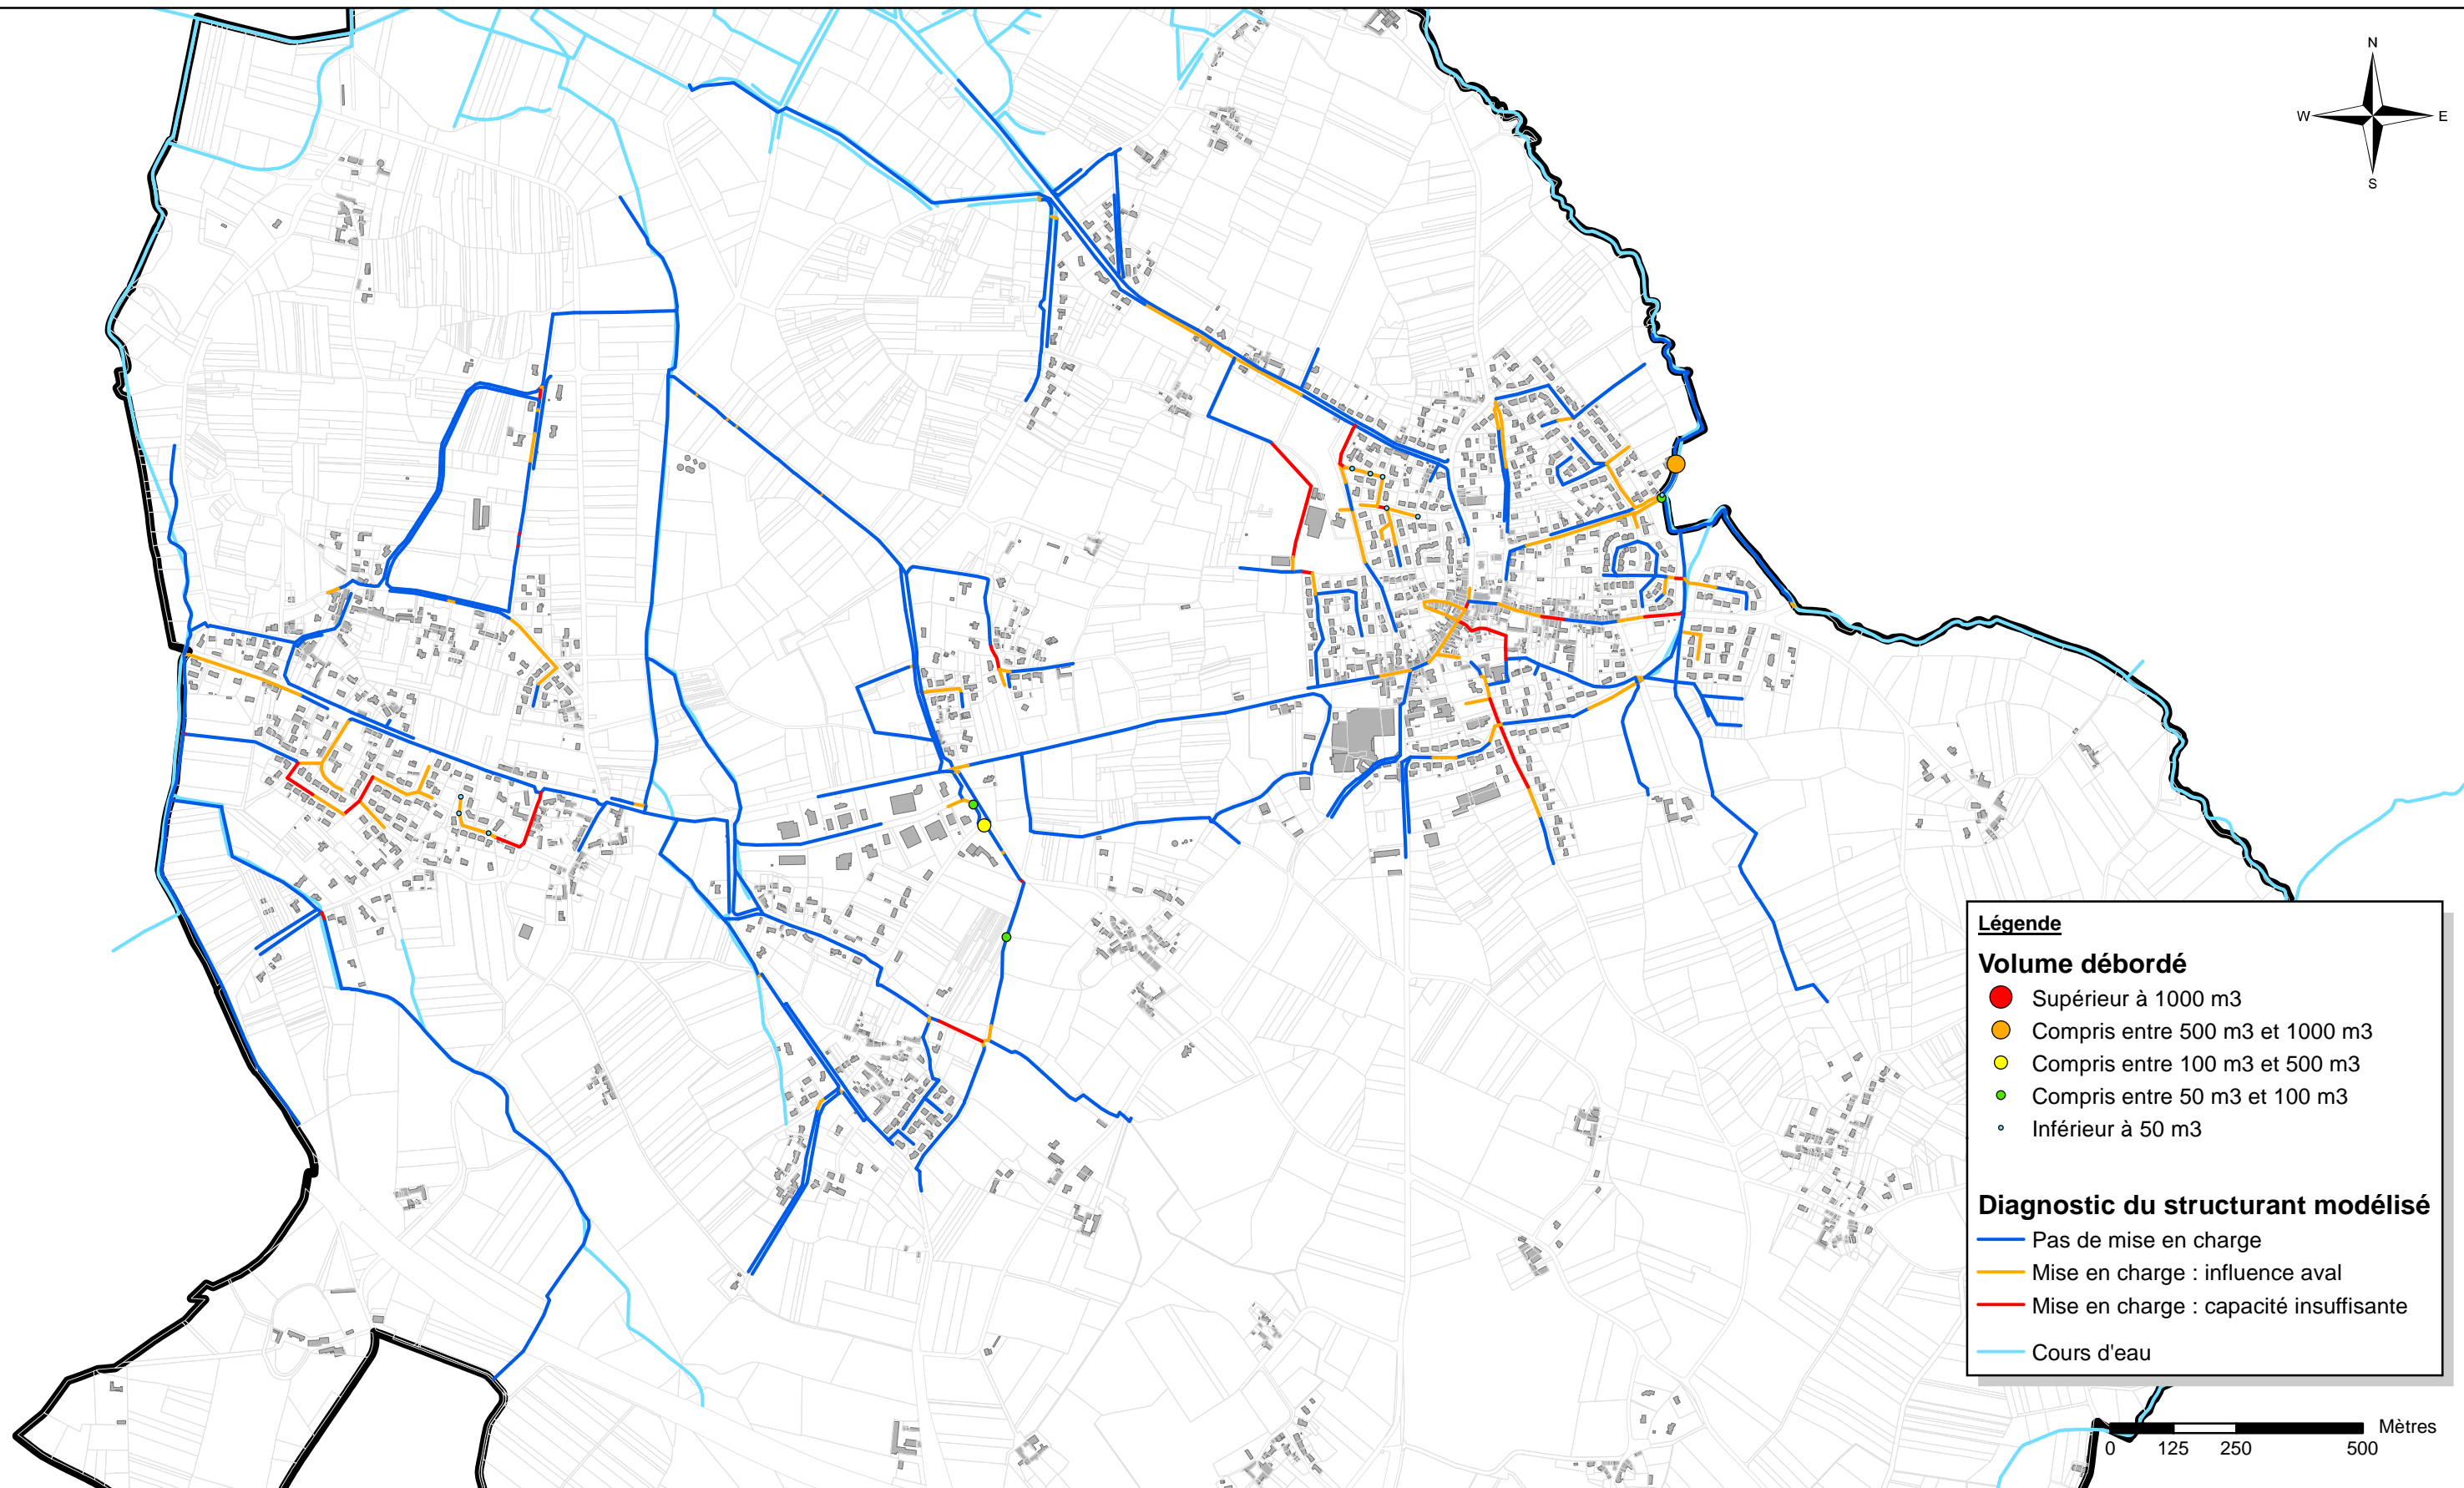 N
W E
S
Légende
Volume débordé
Supérieur à 1000 m3
Compris entre 500 m3 et 1000 m3
Compris entre 100 m3 et 500 m3
Compris entre 50 m3 et 100 m3
Inférieur à 50 m3
Diagnostic du structurant modélisé
Pas de mise en charge
Mise en charge : influence aval
Mise en charge : capacité insuffisante
Cours d'eau
Mètres
0 125 250 500